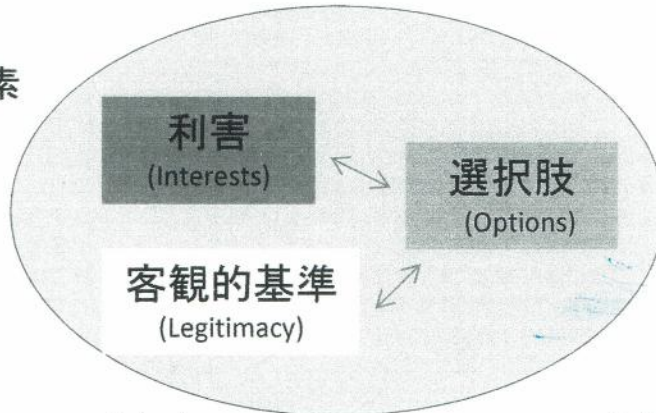 素
利害
(Interests)
選択肢
(Options)
客観的基準
(Legitimacy)